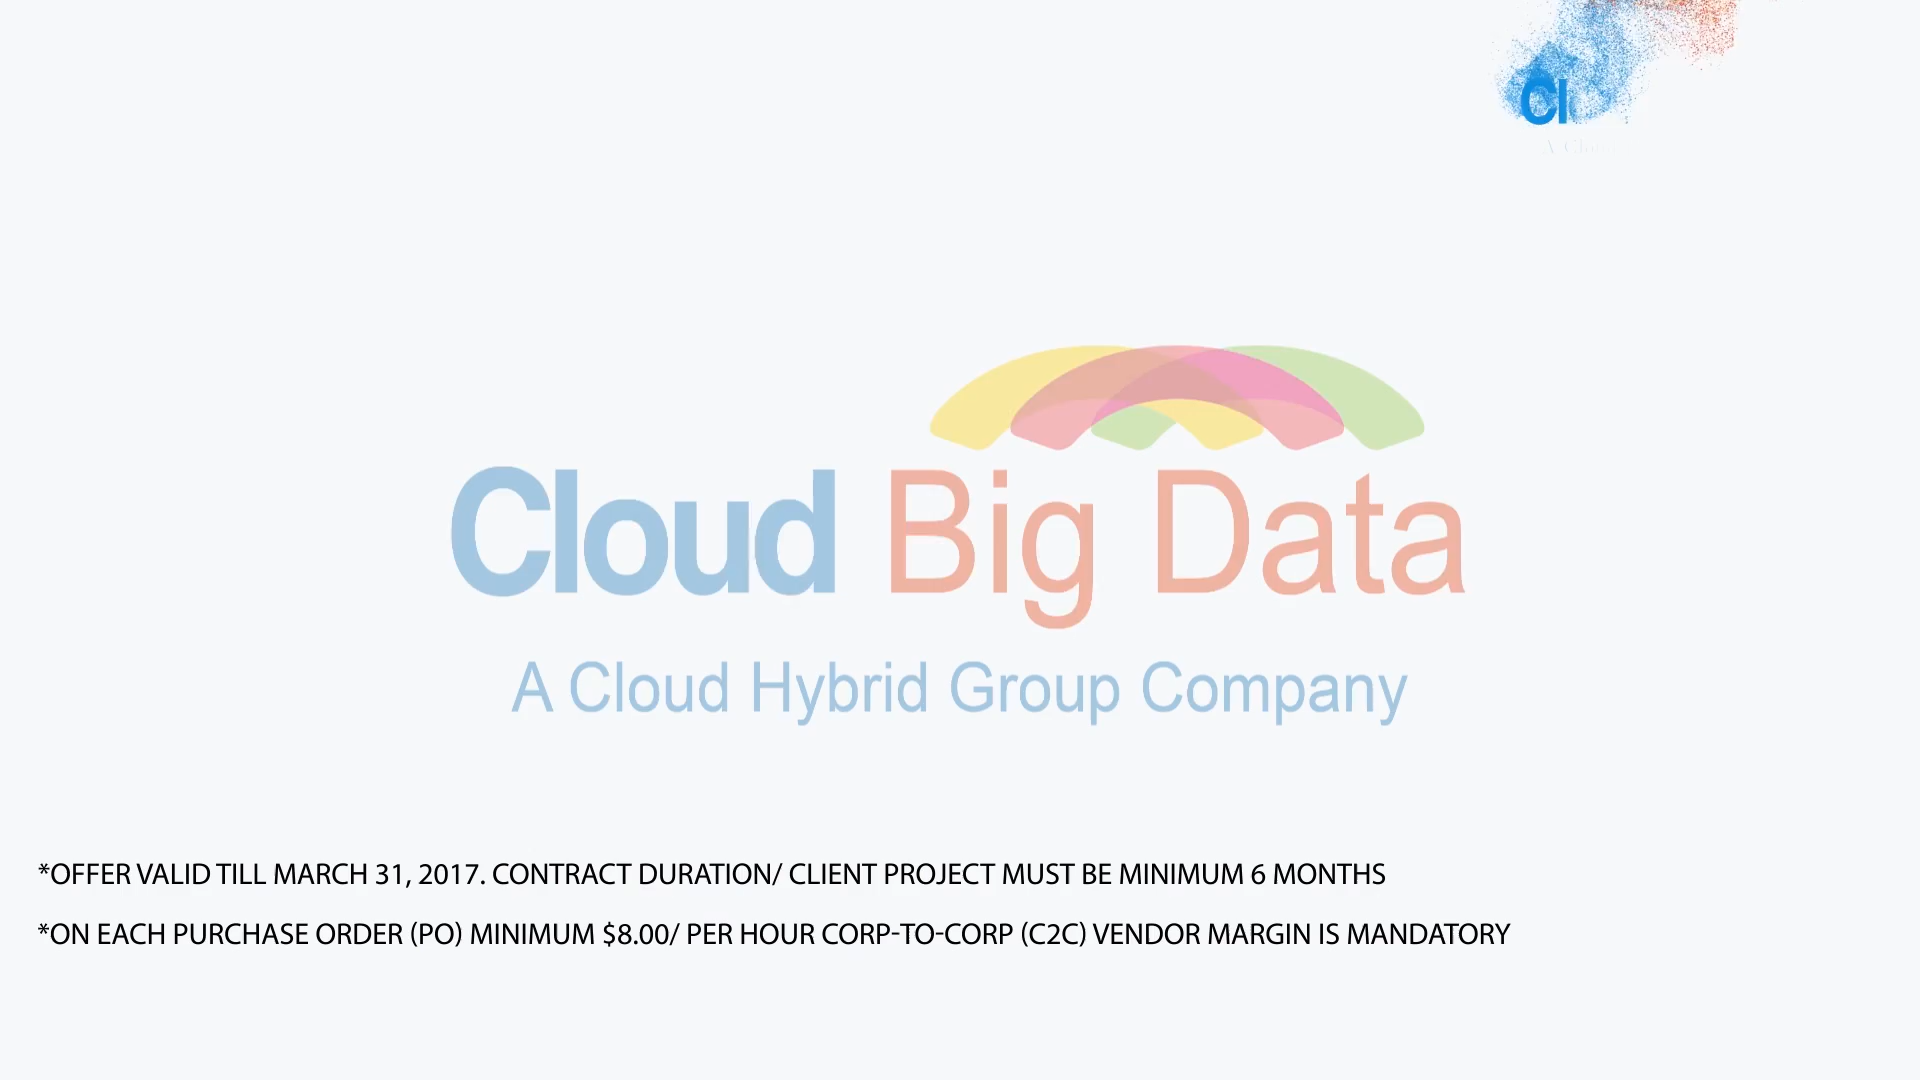 Cl
A Clo
Cloud Big Data
A Cloud Hybrid Group Company
*OFFER VALID TILL MARCH 31, 2017. CONTRACT DURATION/ CLIENT PROJECT MUST BE MINIMUM 6 MONTHS
*ON EACH PURCHASE ORDER (PO) MINIMUM $8.00/ PER HOUR CORP-TO-CORP (C2C) VENDOR MARGIN IS MANDATORY